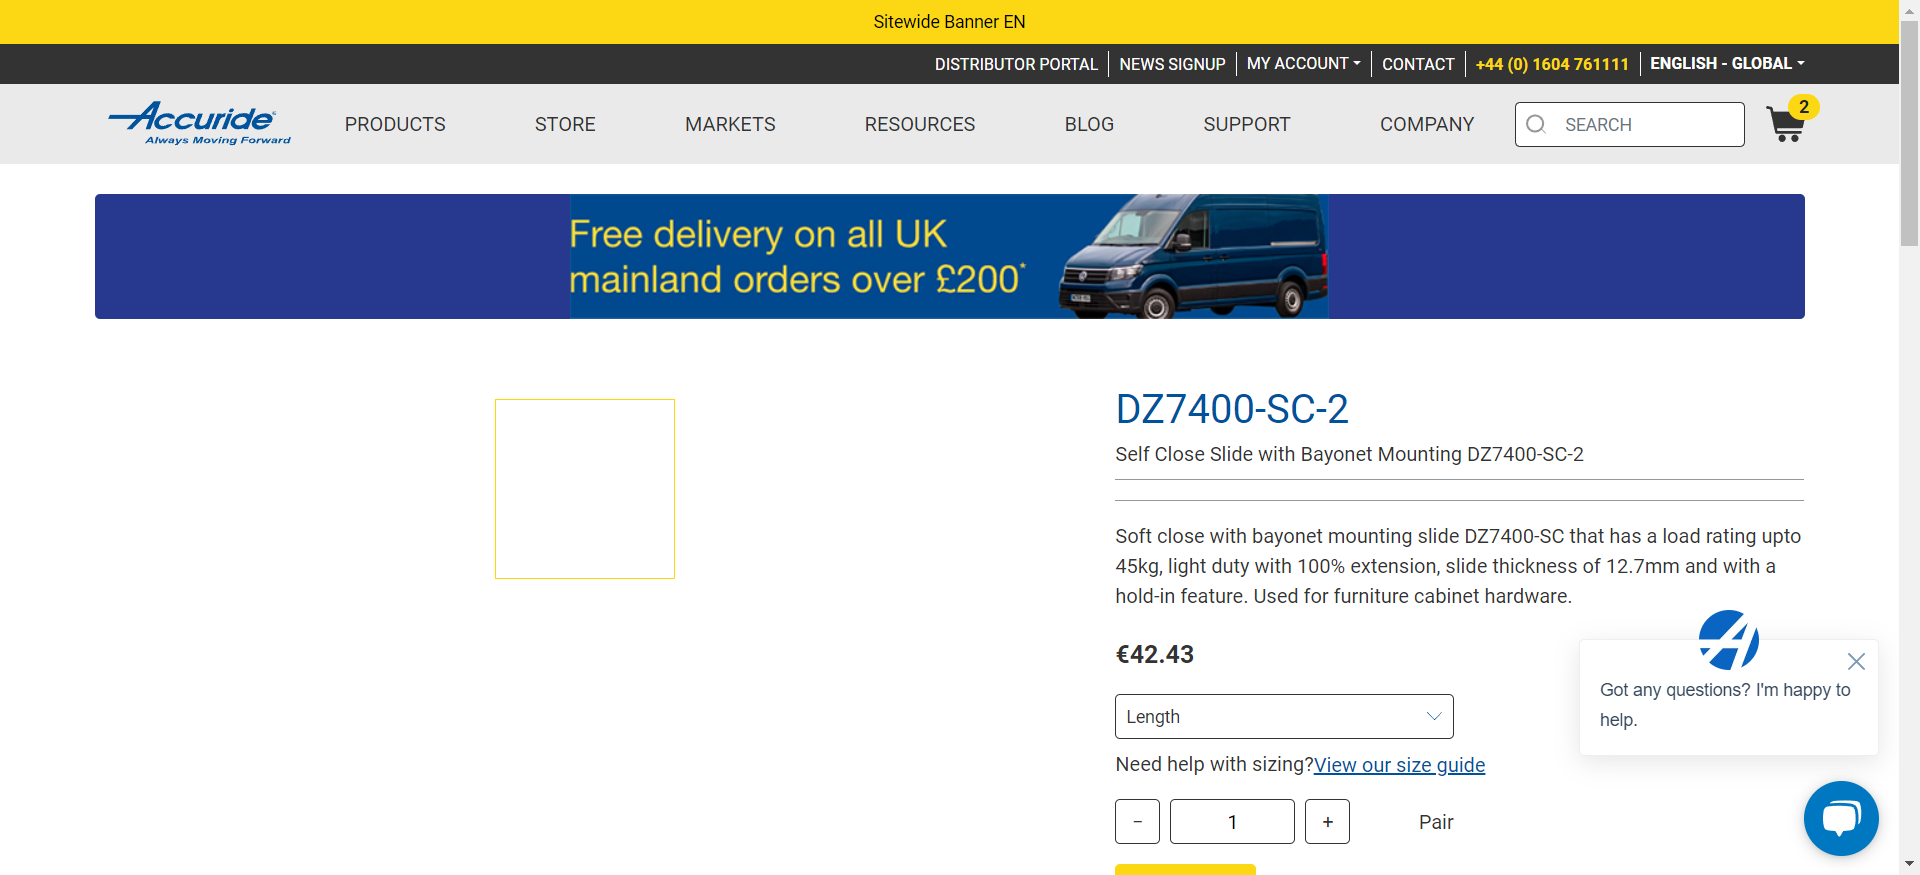 Sitewide Banner EN
DISTRIBUTOR PORTAL
NEWS SIGNUP
MY ACCOUNT
CONTACT
+44 (0) 1604 761111
ENGLISH - GLOBAL
Accuride
Always Moving Forward
PRODUCTS
STORE
MARKETS
RESOURCES
BLOG
SUPPORT
COMPANY
SEARCH
2
Free delivery on all UK
mainland orders over £200*
DZ7400-SC-2
Self Close Slide with Bayonet Mounting DZ7400-SC-2
Soft close with bayonet mounting slide DZ7400-SC that has a load rating upto
45kg, light duty with 100% extension, slide thickness of 12.7mm and with a
hold-in feature. Used for furniture cabinet hardware.
€42.43
Length
Need help with sizing?View our size guide
−
1
+
Pair
Got any questions? I'm happy to
help.